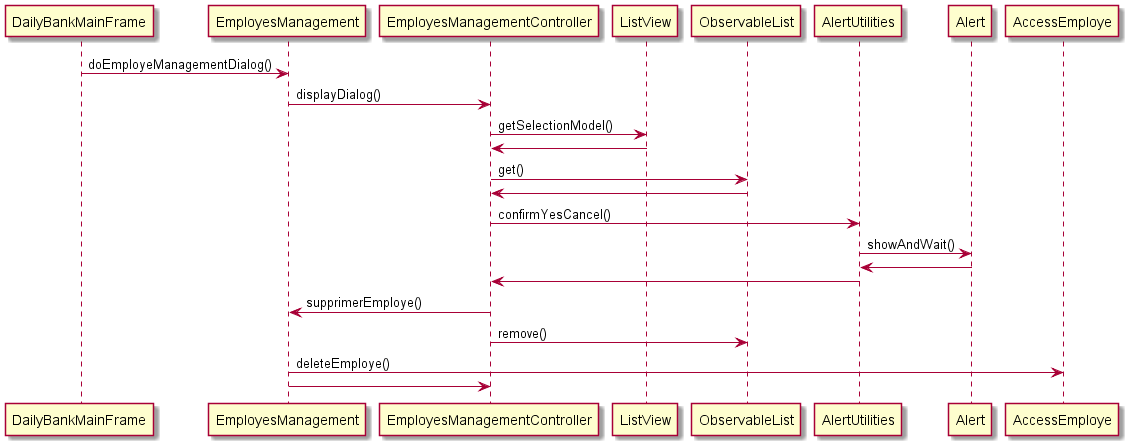 DailyBankMainFrame
EmployesManagement
EmployesManagementController
ListView
ObservableList
AlertUtilities
Alert
AccessEmploye
doEmployeManagementDialog()
displayDialog()
getSelectionModel()
get()
confirmYesCancel()
showAndWait()
supprimerEmploye()
remove()
deleteEmploye()
DailyBankMainFrame
EmployesManagement
EmployesManagementController
ListView
ObservableList
AlertUtilities
Alert
AccessEmploye